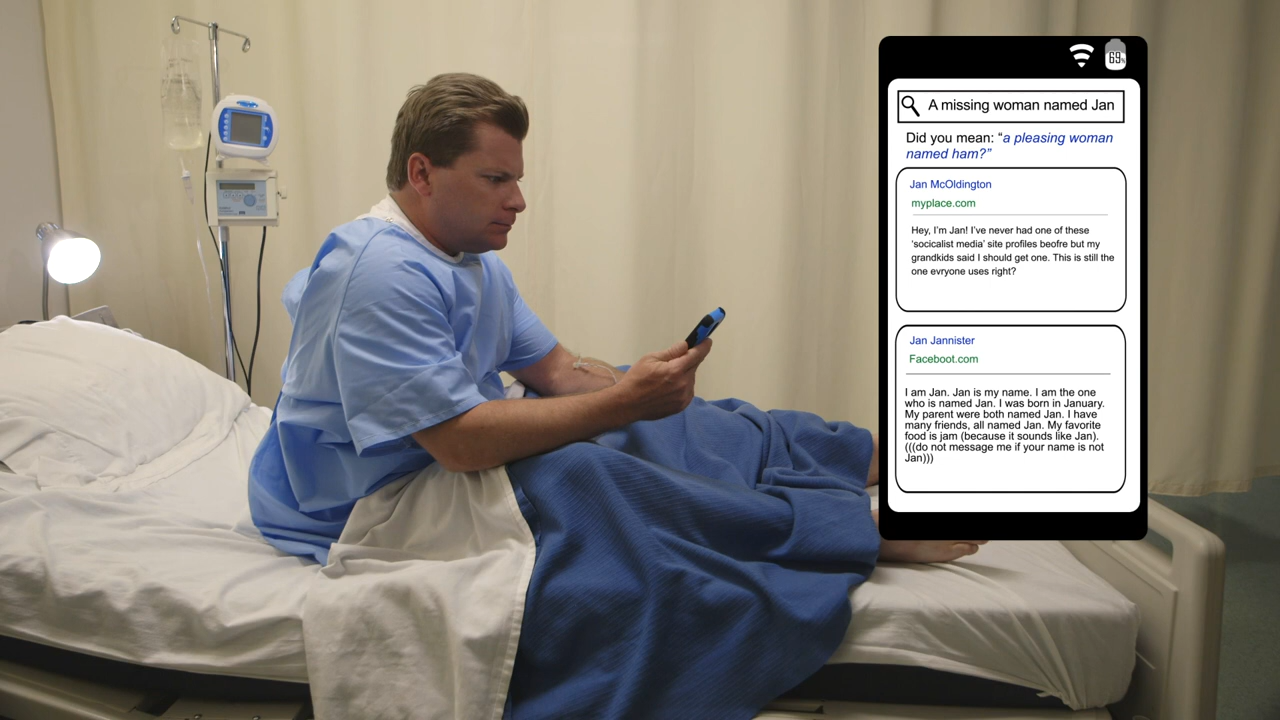 69%
A missing woman named Jan
Did you mean: “a pleasing woman
named ham?”
Jan McOldington
myplace.com
Hey, I’m Jan! I’ve never had one of these
‘socicalist media’ site profiles beofre but my
grandkids said I should get one. This is still the
one evryone uses right?
Jan Jannister
Faceboot.com
I am Jan. Jan is my name. I am the one
who is named Jan. I was born in January.
My parent were both named Jan. I have
many friends, all named Jan. My favorite
food is jam (because it sounds like Jan).
(((do not message me if your name is not
Jan)))